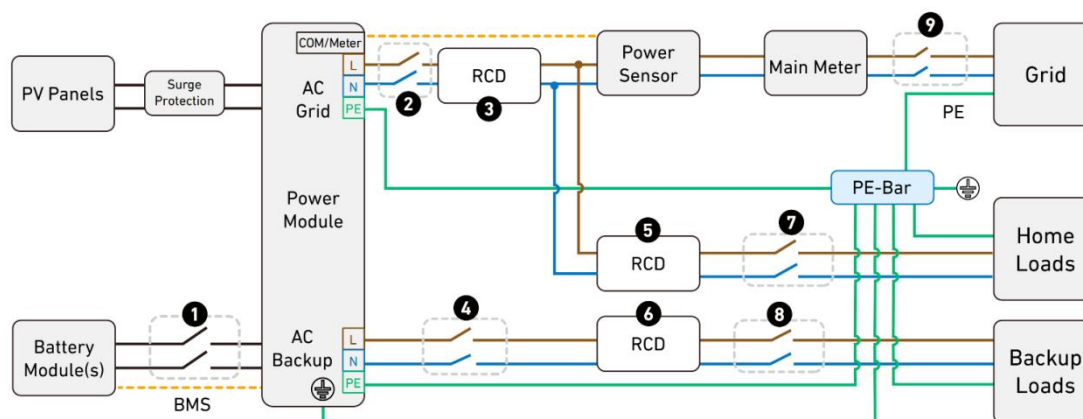 PV Panels
Surge
Protection
COM/Meter
L
N
PE
AC
Grid
2
RCD
3
Power
Sensor
Main Meter
9
Grid
PE
PE-Bar
Power
Module
5
RCD
7
Home
Loads
1
Battery
Module(s)
BMS
AC
Backup
L
N
PE
4
6
RCD
8
Backup
Loads